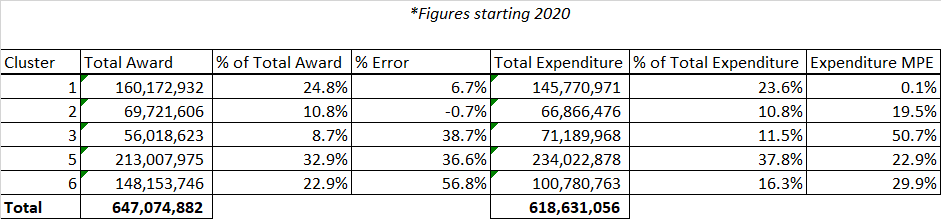 *Figures starting 2020
Cluster Total Award % of Total Award % Error Total Expenditure % of Total Expenditure Expenditure MPE
1 160,172,932 24.8% 6.7% 145,770,971 23.6% 0.1%
2 69,721,606 10.8% -0.7% 66,866,476 10.8% 19.5%
3 56,018,623 8.7% 38.7% 71,189,968 11.5% 50.7%
5 213,007,975 32.9% 36.6% 234,022,878 37.8% 22.9%
6 148,153,746 22.9% 56.8% 100,780,763 16.3% 29.9%
Total 647,074,882 618,631,056